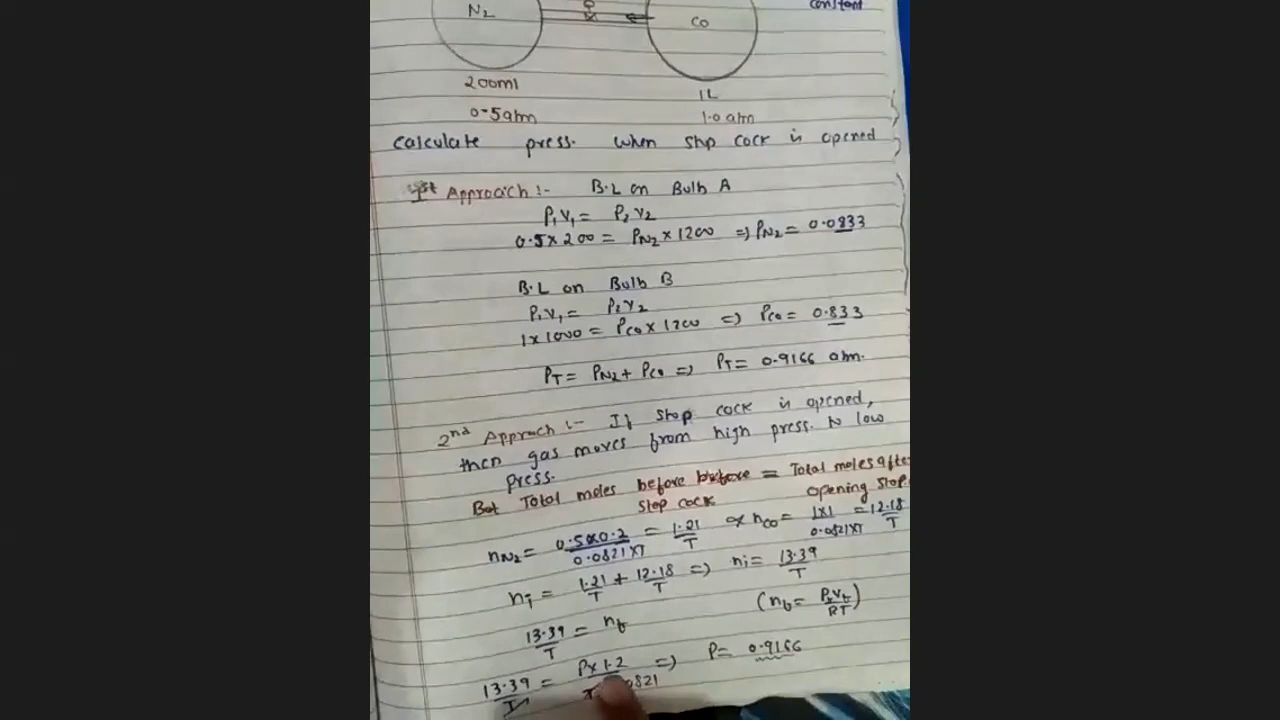 constant
N2 CO
200ml 1L
0.5atm 1.0 atm
calculate press. when stop cock is opened
Ist Approach :- B.L on Bulb A
P1V1 = P2V2
0.5×200 = PN2 × 1200 => PN2 = 0.0833
B.L on Bulb B
P1V1 = P2V2
1×1000 = PCO × 1200 => PCO = 0.833
PT = PN2 + PCO => PT = 0.9166 atm.
2nd Approach :- If stop cock is opened,
then gas moves from high press. to low
press.
But Total moles before = Total moles after
stop cock opening stop
nN2 = 0.5×0.2 / 0.0821×T = 1.21/T nCO = 1×1 / 0.0821×T = 12.18/T
ni = 1.21/T + 12.18/T => ni = 13.39/T
13.39/T = nf (nf = PfVf/RT)
13.39/T = P×1.2 / 0821 => P = 0.9166